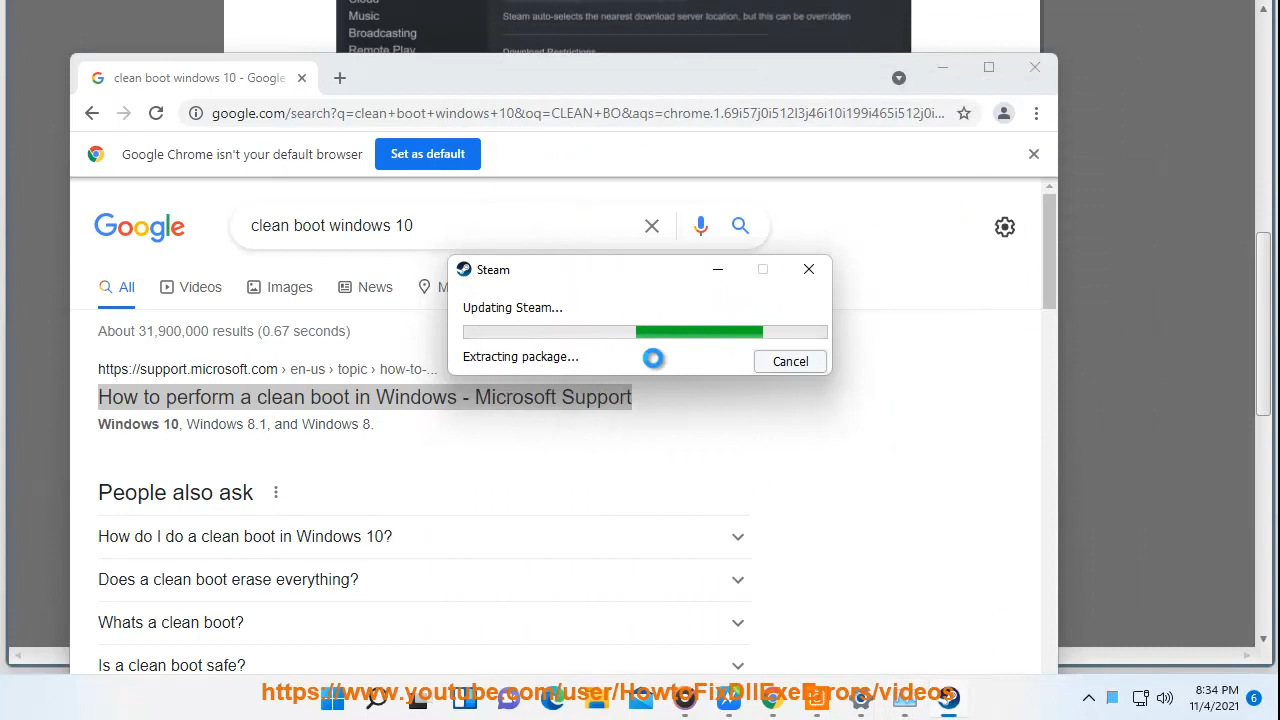 Music
Steam auto-selects the nearest download server location, but this can be overridden
Broadcasting
Remote Play
Download Restrictions
clean boot windows 10 - Google
google.com/search?q=clean+boot+windows+10&oq=CLEAN+BO&aqs=chrome.1.69i57j0i512l3j46i10i199i465i512j0i...
Google Chrome isn't your default browser
Set as default
Google
clean boot windows 10
Steam
All
Videos
Images
News
M
Updating Steam...
About 31,900,000 results (0.67 seconds)
Extracting package...
Cancel
https://support.microsoft.com › en-us › topic › how-to-...
How to perform a clean boot in Windows - Microsoft Support
Windows 10, Windows 8.1, and Windows 8.
People also ask
How do I do a clean boot in Windows 10?
Does a clean boot erase everything?
Whats a clean boot?
Is a clean boot safe?
https://www.youtube.com/user/HowtoFixDllExeErrors/videos
8:34 PM
11/4/2021
6